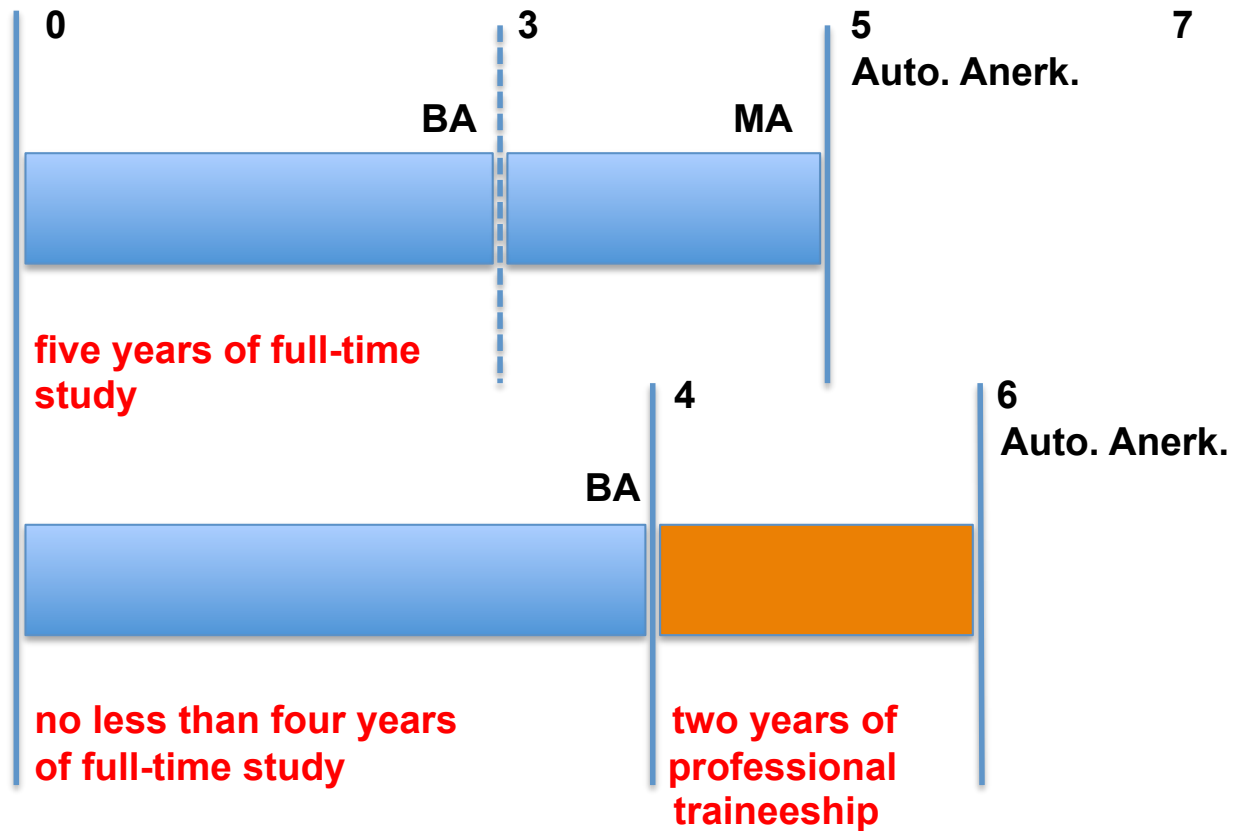 0 3 5 7
Auto. Anerk.
BA MA
five years of full-time
study
4 6
Auto. Anerk.
BA
no less than four years
of full-time study
two years of
professional
traineeship